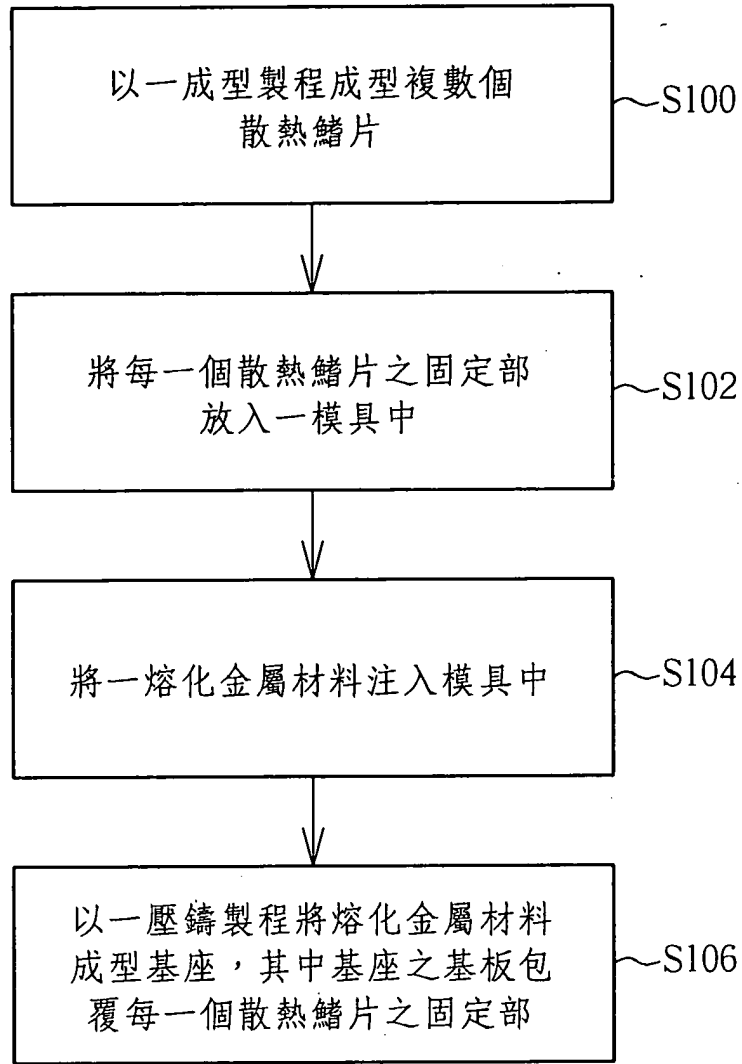 以一成型製程成型複數個
散熱鰭片
S100
將每一個散熱鰭片之固定部
放入一模具中
S102
將一熔化金屬材料注入模具中
S104
以一壓鑄製程將熔化金屬材料
成型基座，其中基座之基板包
覆每一個散熱鰭片之固定部
S106